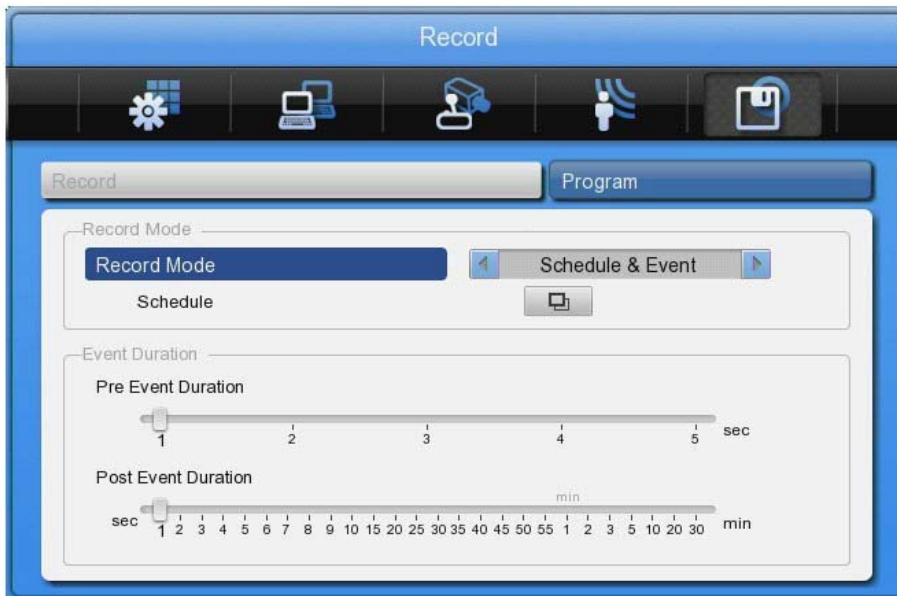 Record
Record Program
Record Mode
Record Mode Schedule & Event
Schedule
Event Duration
Pre Event Duration
1 2 3 4 5 sec
Post Event Duration
min
sec 1 2 3 4 5 6 7 8 9 10 15 20 25 30 35 40 45 50 55 1 2 3 5 10 20 30 min